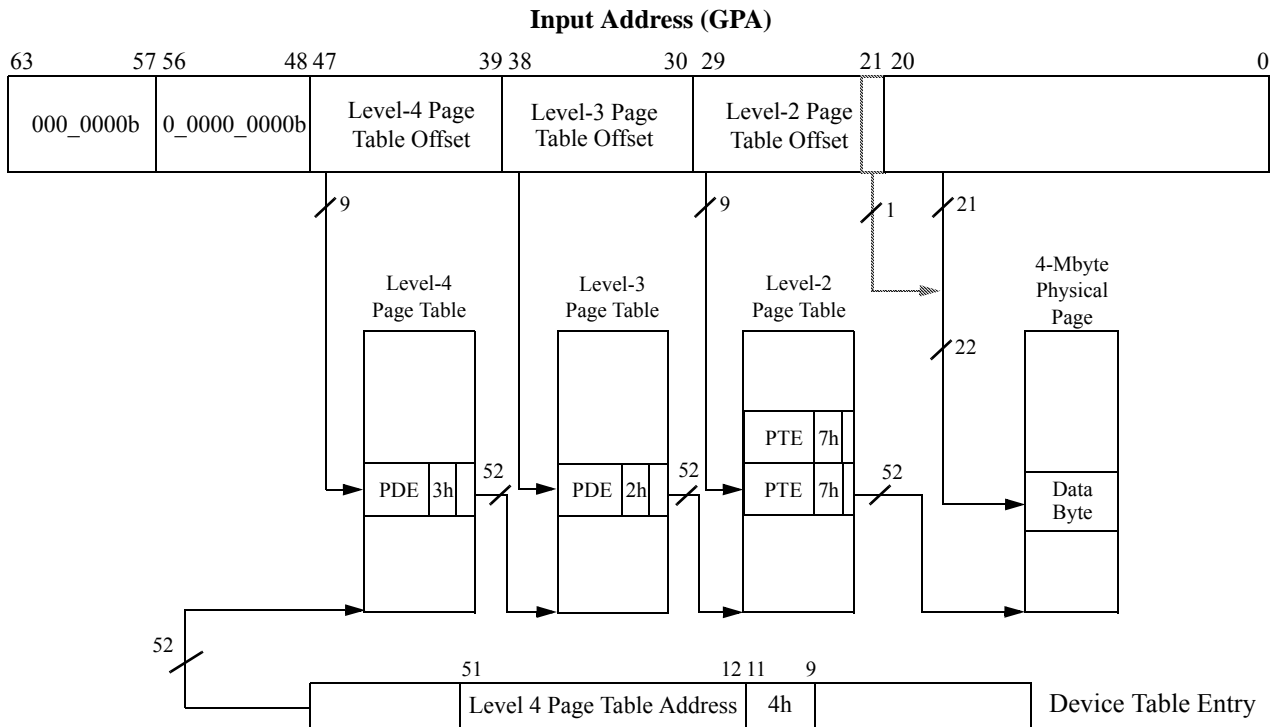 Input Address (GPA)
63 57 56 48 47 39 38 30 29 21 20 0
000_0000b 0_0000_0000b
Level-4 Page
Table Offset
Level-3 Page
Table Offset
Level-2 Page
Table Offset
9 9 1 21
Level-4
Page Table
Level-3
Page Table
Level-2
Page Table
4-Mbyte
Physical
Page
22
PTE 7h
PDE 3h 52
PDE 2h 52
PTE 7h 52
Data
Byte
52
51 12 11 9
Level 4 Page Table Address 4h Device Table Entry